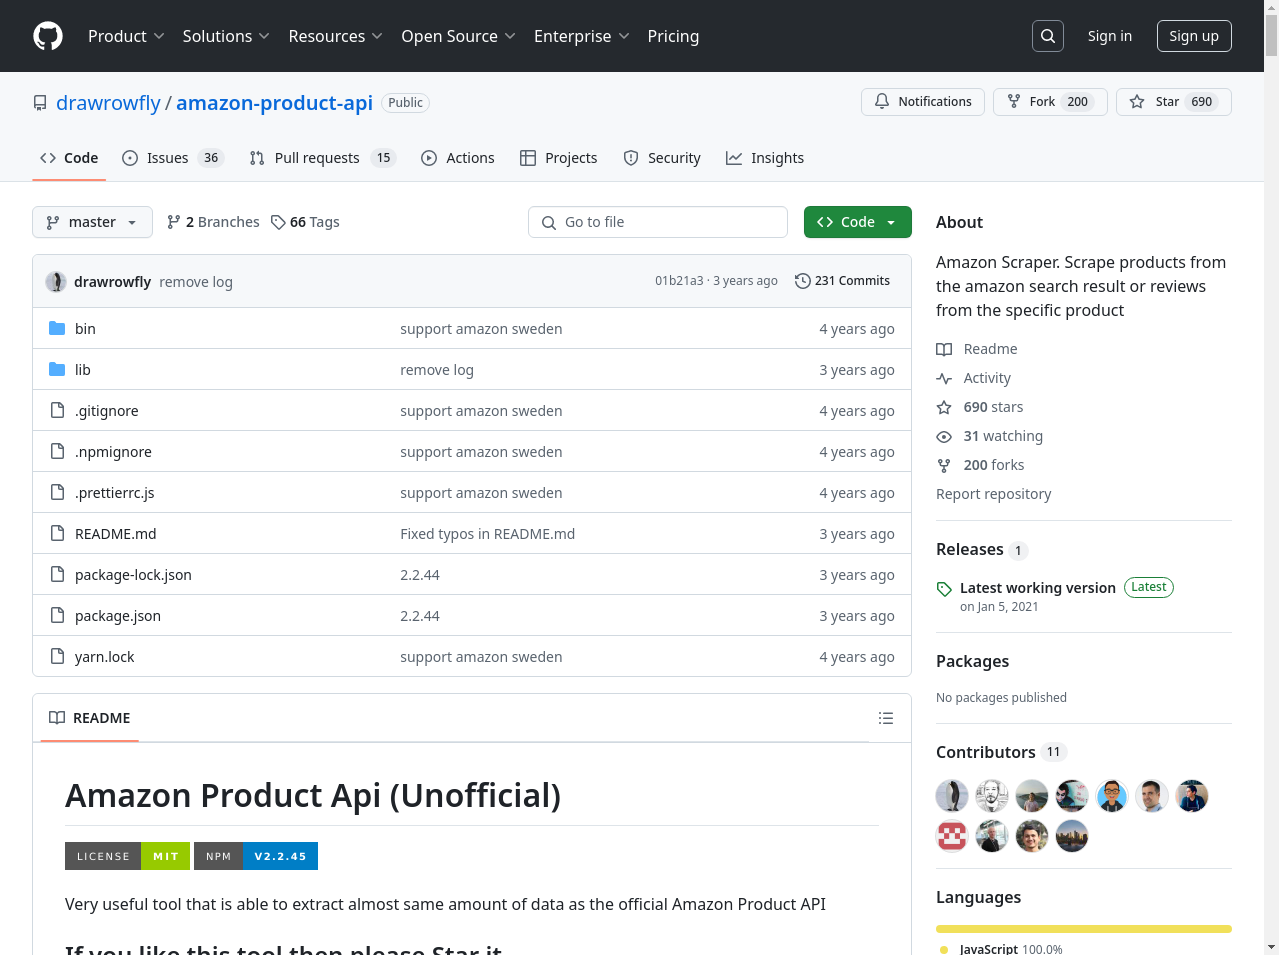 Product Solutions Resources Open Source Enterprise Pricing Sign in Sign up
drawrowfly / amazon-product-api Public Notifications Fork 200 Star 690
Code Issues 36 Pull requests 15 Actions Projects Security Insights
master 2 Branches 66 Tags Go to file Code
drawrowfly remove log 01b21a3 · 3 years ago 231 Commits
bin support amazon sweden 4 years ago
lib remove log 3 years ago
.gitignore support amazon sweden 4 years ago
.npmignore support amazon sweden 4 years ago
.prettierrc.js support amazon sweden 4 years ago
README.md Fixed typos in README.md 3 years ago
package-lock.json 2.2.44 3 years ago
package.json 2.2.44 3 years ago
yarn.lock support amazon sweden 4 years ago
README
Amazon Product Api (Unofficial)
LICENSE MIT NPM V2.2.45
Very useful tool that is able to extract almost same amount of data as the official Amazon Product API
If you like this tool then please Star it
About
Amazon Scraper. Scrape products from
the amazon search result or reviews
from the specific product
Readme
Activity
690 stars
31 watching
200 forks
Report repository
Releases 1
Latest working version Latest
on Jan 5, 2021
Packages
No packages published
Contributors 11
Languages
JavaScript 100.0%